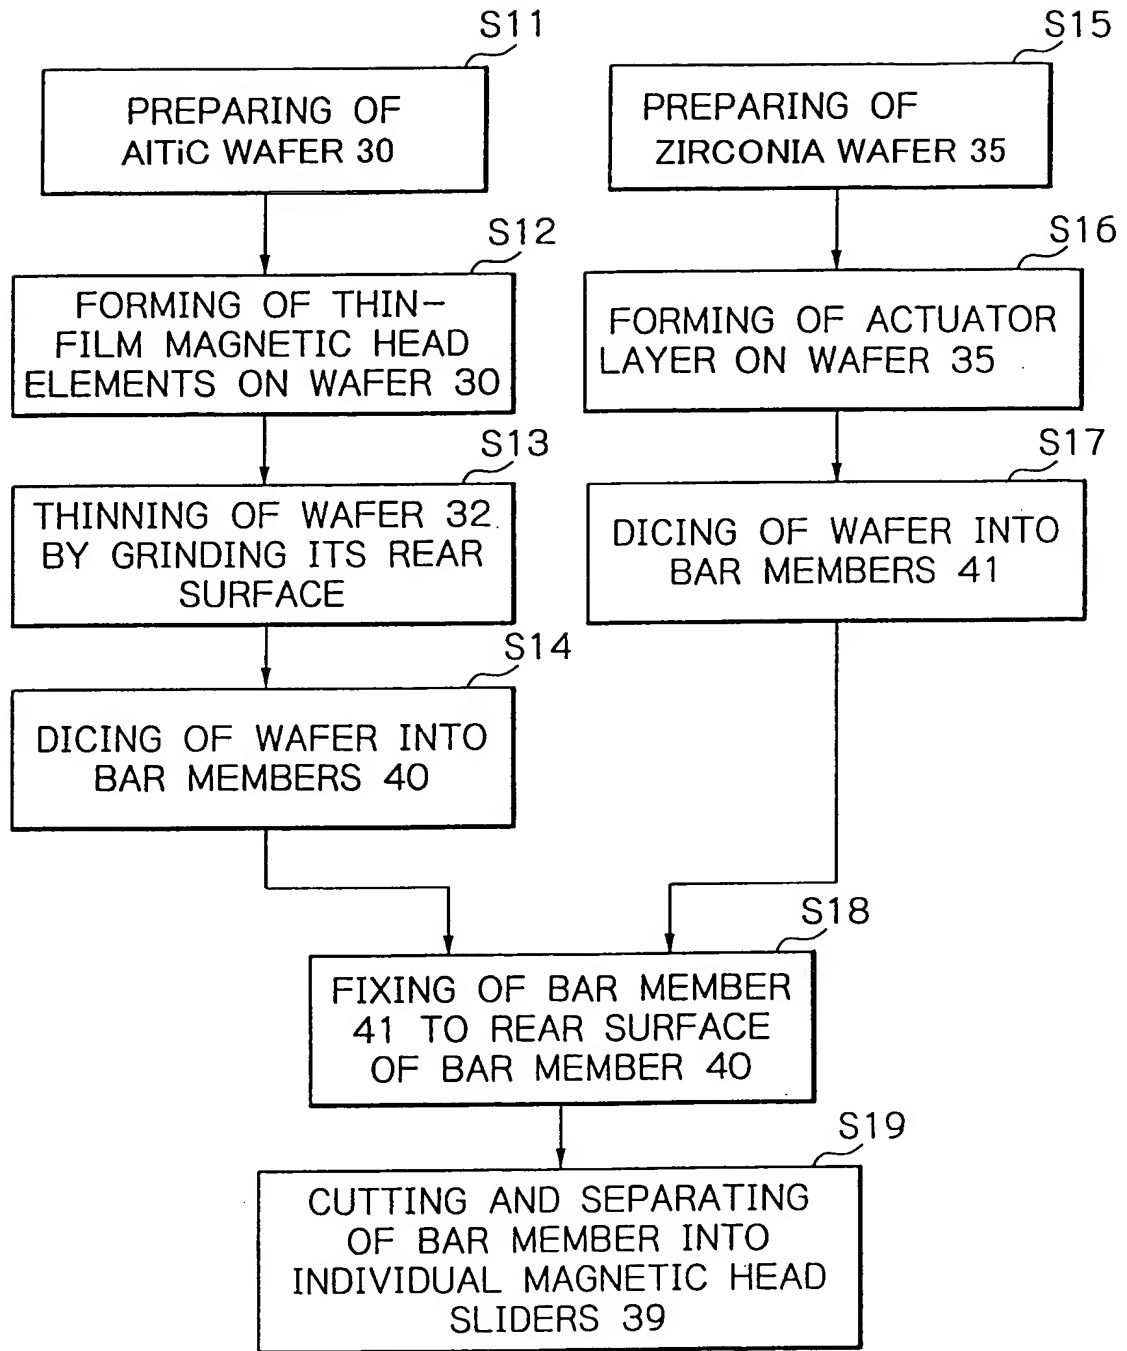 S11
PREPARING OF
AlTiC WAFER 30
S12
FORMING OF THIN-
FILM MAGNETIC HEAD
ELEMENTS ON WAFER 30
S13
THINNING OF WAFER 32
BY GRINDING ITS REAR
SURFACE
S14
DICING OF WAFER INTO
BAR MEMBERS 40
S15
PREPARING OF
ZIRCONIA WAFER 35
S16
FORMING OF ACTUATOR
LAYER ON WAFER 35
S17
DICING OF WAFER INTO
BAR MEMBERS 41
S18
FIXING OF BAR MEMBER
41 TO REAR SURFACE
OF BAR MEMBER 40
S19
CUTTING AND SEPARATING
OF BAR MEMBER INTO
INDIVIDUAL MAGNETIC HEAD
SLIDERS 39